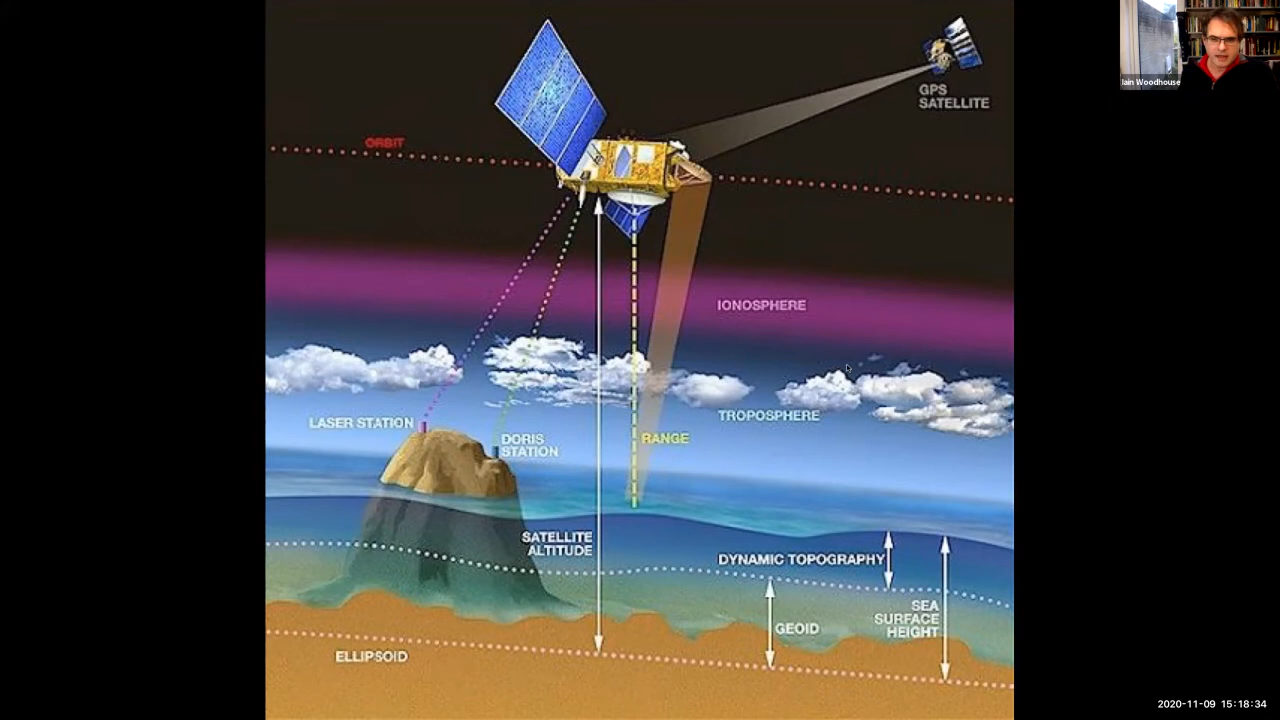 Iain Woodhouse
GPS
SATELLITE
ORBIT
IONOSPHERE
TROPOSPHERE
LASER STATION
DORIS
STATION
RANGE
SATELLITE
ALTITUDE
DYNAMIC TOPOGRAPHY
SEA
SURFACE
HEIGHT
GEOID
ELLIPSOID
2020-11-09 15:18:34